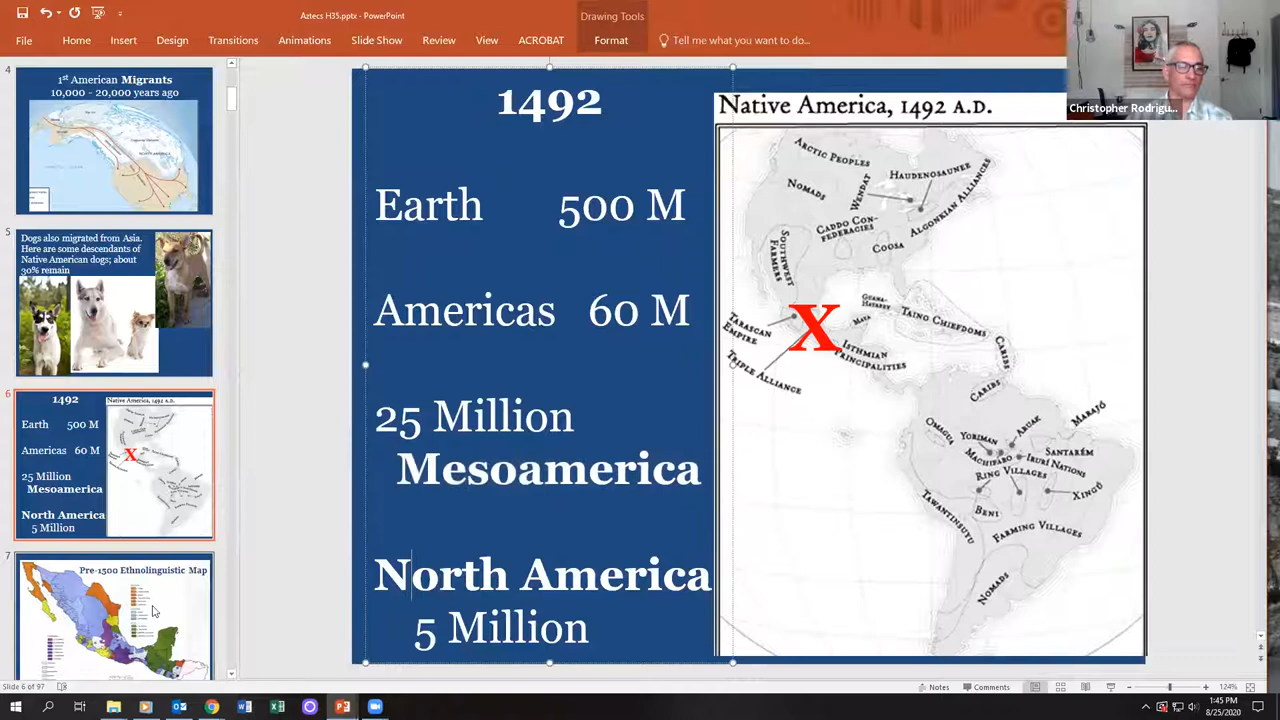 Aztecs H35.pptx - PowerPoint
Drawing Tools
File Home Insert Design Transitions Animations Slide Show Review View ACROBAT Format Tell me what you want to do...
4
1st American Migrants
10,000 - 20,000 years ago
5
Dogs also migrated from Asia.
Here are some descendants of
Native American dogs; about
30% remain
6
1492
Earth 500 M
Americas 60 M
25 Million
Mesoamerica
North America
5 Million
Native America, 1492 A.D.
X
7
Pre-1500 Ethnolinguistic Map
1492
Earth 500 M
Americas 60 M
25 Million
Mesoamerica
North America
5 Million
Native America, 1492 A.D.
ARCTIC PEOPLES
NOMADS
WENDAT
HAUDENOSAUNEE
ALGONKIAN ALLIANCES
CADDO CON-
FEDERACIES
COOSA
SOUTHWEST
FARMERS
GUANA-
HATABEY
MAYA
TAINO CHIEFDOMS
X
TARASCAN
EMPIRE
ISTHMIAN
PRINCIPALITIES
TRIPLE ALLIANCE
CARIBS
CARIBS
MARAJÓ
OMAGUA
YORIMAN
ARUAK
MACHIFARO
SANTARÉM
IRURÍ NATIONS
RING VILLAGES
XINGÚ
TAWANTINSUYU
BENI
FARMING VILLAGES
NOMADS
Christopher Rodrigu...
Slide 6 of 97
Notes
Comments
124%
1:45 PM
8/25/2020